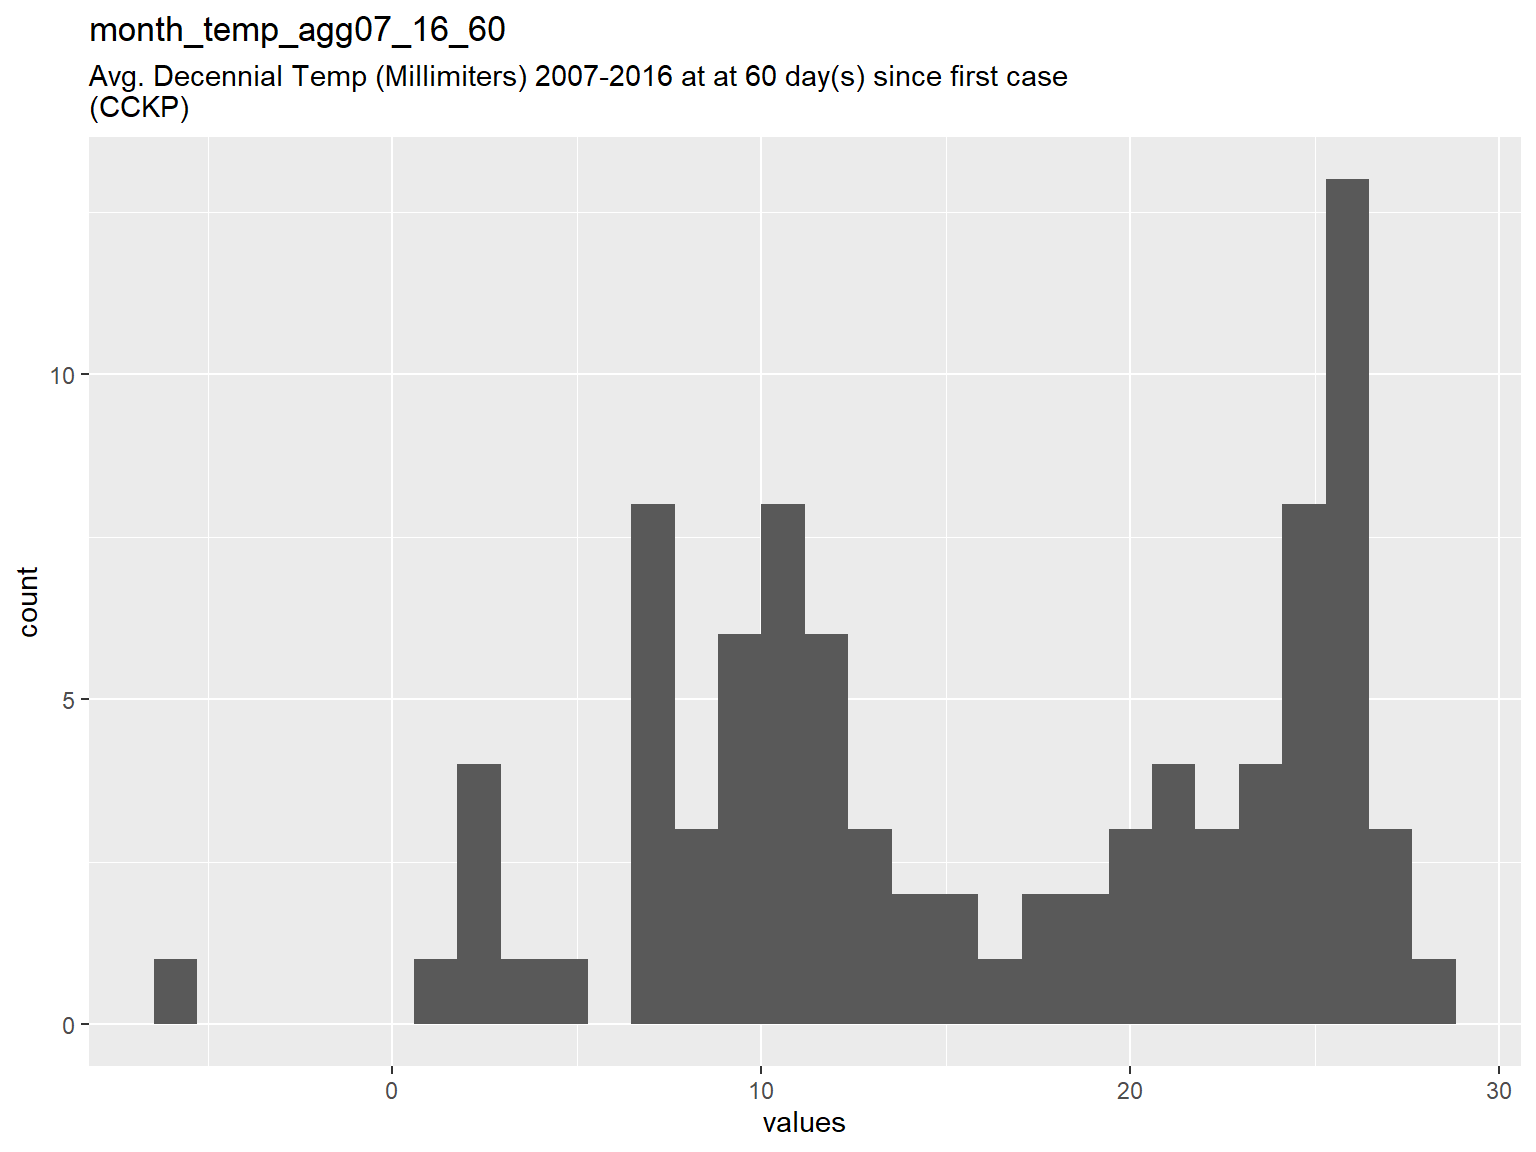 month_temp_agg07_16_60
Avg. Decennial Temp (Millimiters) 2007-2016 at at 60 day(s) since first case
(CCKP)
10
5
0
count
0 10 20 30
values